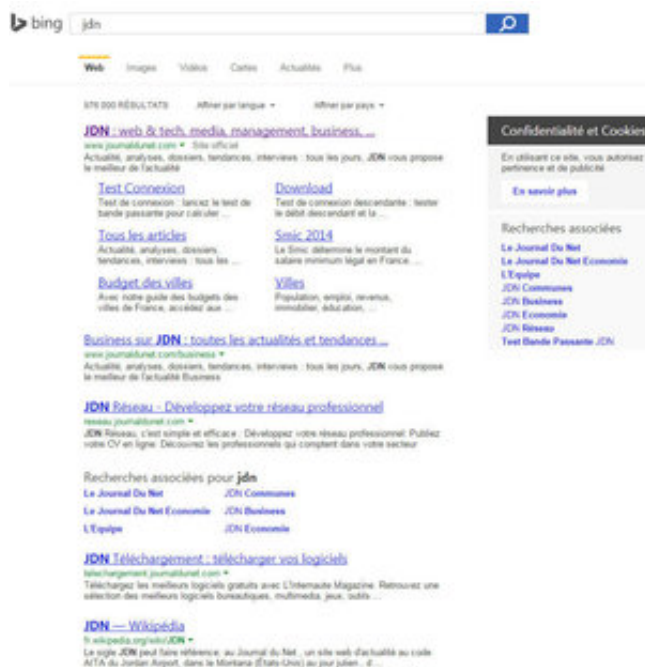 bing jdn
Web Images Vidéos Cartes Actualités Plus
976 000 RÉSULTATS Affiner par langue Affiner par pays
JDN : web & tech, media, management, business, ...
www.journaldunet.com Site officiel
Actualité, analyses, dossiers, tendances, interviews : tous les jours, JDN vous propose
le meilleur de l'actualité
Test Connexion
Test de connexion : lancez le test de
bande passante pour calculer ...
Download
Test de connexion descendante : tester
le débit descendant et la ...
Tous les articles
Actualité, analyses, dossiers,
tendances, interviews : tous les ...
Smic 2014
Le Smic détermine le montant du
salaire minimum légal en France. ...
Budget des villes
Avec notre guide des budgets des
villes de France, accédez aux ...
Villes
Population, emploi, revenus,
immobilier, éducation, ...
Business sur JDN : toutes les actualités et tendances ...
www.journaldunet.com/business
Actualité, analyses, dossiers, tendances, interviews : tous les jours, JDN vous propose
le meilleur de l'actualité Business
JDN Réseau - Développez votre réseau professionnel
reseau.journaldunet.com
JDN Réseau, c'est simple et efficace : Développez votre réseau professionnel. Publiez
votre CV en ligne. Découvrez les professionnels qui comptent dans votre secteur
Recherches associées pour jdn
Le Journal Du Net JDN Communes
Le Journal Du Net Economie JDN Business
L'Equipe JDN Economie
JDN Téléchargement : télécharger vos logiciels
telechargement.journaldunet.com
Téléchargez les meilleurs logiciels gratuits avec L'Internaute Magazine. Retrouvez une
sélection des meilleurs logiciels bureautiques, multimedia, jeux, outils ...
JDN — Wikipédia
fr.wikipedia.org/wiki/JDN
Le sigle JDN peut faire référence: au Journal du Net , un site web d'actualité au code
AITA du Jordan Airport, dans le Montana (États-Unis) au jour julien , d'...
Confidentialité et Cookies
En utilisant ce site, vous autorisez
pertinence et de publicité
En savoir plus
Recherches associées
Le Journal Du Net
Le Journal Du Net Economie
L'Equipe
JDN Communes
JDN Business
JDN Economie
JDN Réseau
Test Bande Passante JDN